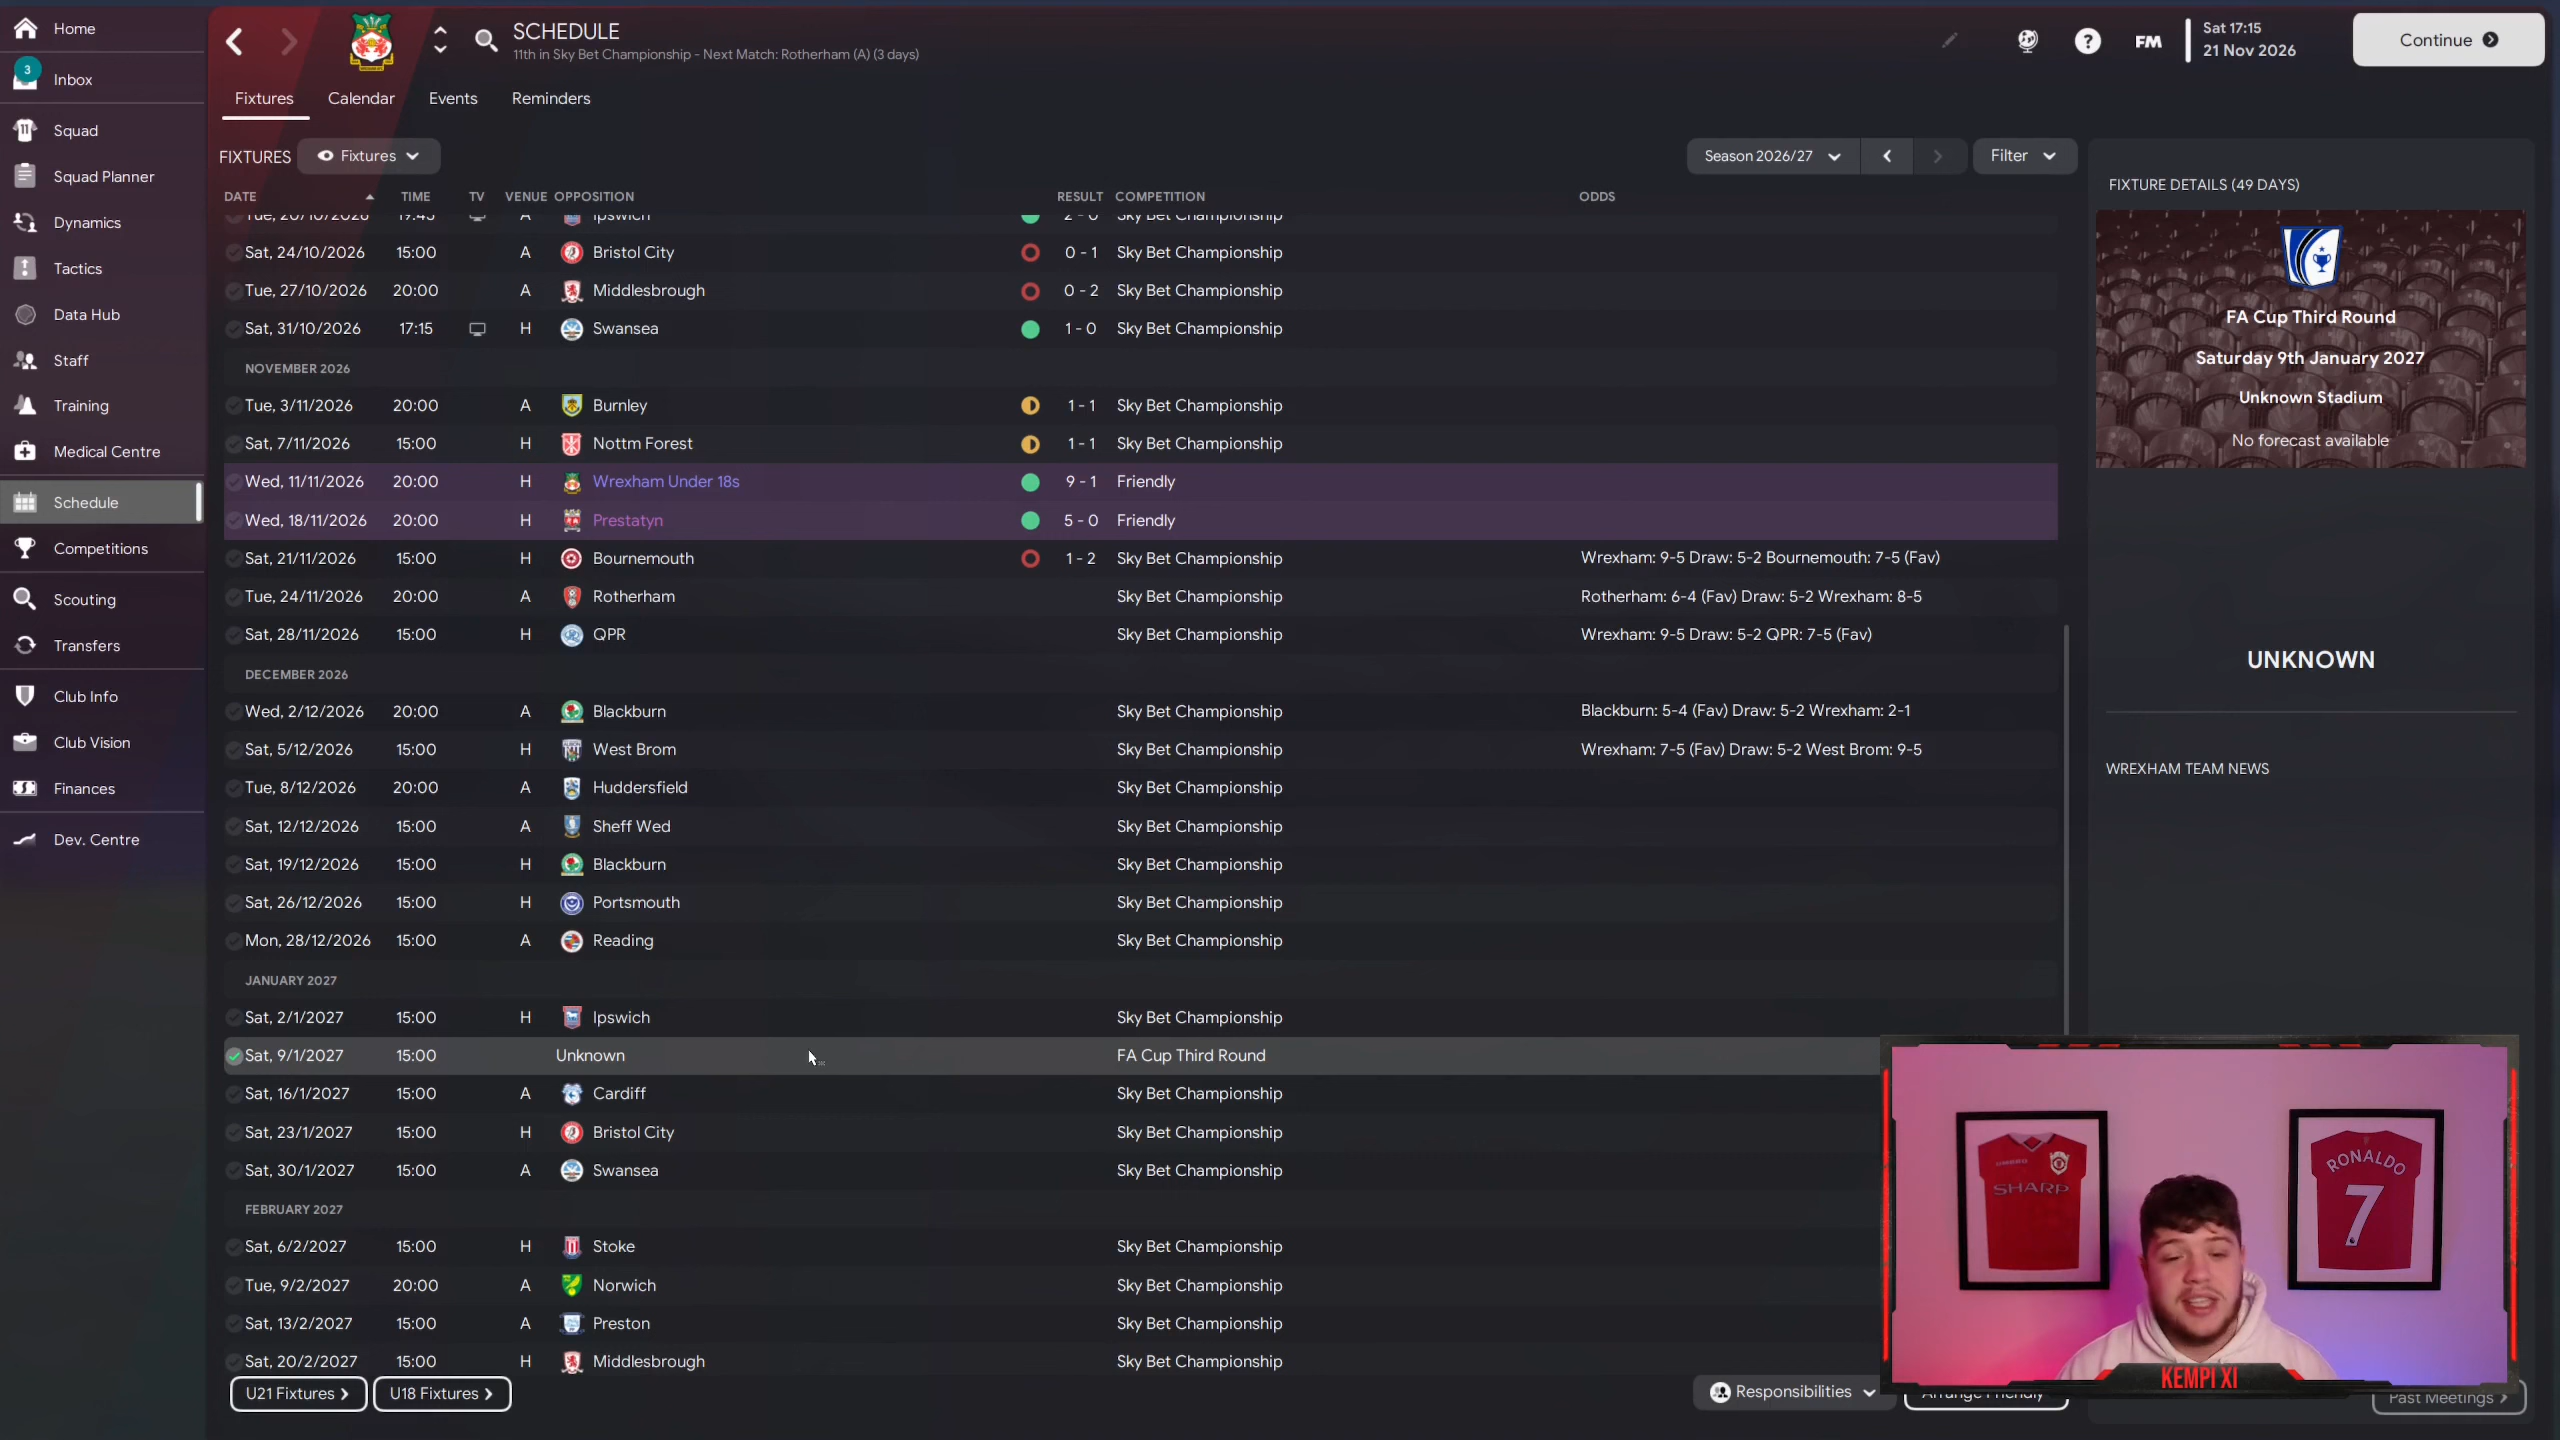 Home
3
Inbox
Squad
Squad Planner
Dynamics
Tactics
Data Hub
Staff
Training
Medical Centre
Schedule
Competitions
Scouting
Transfers
Club Info
Club Vision
Finances
Dev. Centre
SCHEDULE
11th in Sky Bet Championship - Next Match: Rotherham (A) (3 days)
FM
Sat 17:15
21 Nov 2026
Continue
Fixtures Calendar Events Reminders
FIXTURES Fixtures
Season 2026/27 Filter
DATE TIME TV VENUE OPPOSITION RESULT COMPETITION ODDS
Tue, 20/10/2026 19:45 A Ipswich 2 - 0 Sky Bet Championship
Sat, 24/10/2026 15:00 A Bristol City 0 - 1 Sky Bet Championship
Tue, 27/10/2026 20:00 A Middlesbrough 0 - 2 Sky Bet Championship
Sat, 31/10/2026 17:15 H Swansea 1 - 0 Sky Bet Championship
NOVEMBER 2026
Tue, 3/11/2026 20:00 A Burnley 1 - 1 Sky Bet Championship
Sat, 7/11/2026 15:00 H Nottm Forest 1 - 1 Sky Bet Championship
Wed, 11/11/2026 20:00 H Wrexham Under 18s 9 - 1 Friendly
Wed, 18/11/2026 20:00 H Prestatyn 5 - 0 Friendly
Sat, 21/11/2026 15:00 H Bournemouth 1 - 2 Sky Bet Championship Wrexham: 9-5 Draw: 5-2 Bournemouth: 7-5 (Fav)
Tue, 24/11/2026 20:00 A Rotherham Sky Bet Championship Rotherham: 6-4 (Fav) Draw: 5-2 Wrexham: 8-5
Sat, 28/11/2026 15:00 H QPR Sky Bet Championship Wrexham: 9-5 Draw: 5-2 QPR: 7-5 (Fav)
DECEMBER 2026
Wed, 2/12/2026 20:00 A Blackburn Sky Bet Championship Blackburn: 5-4 (Fav) Draw: 5-2 Wrexham: 2-1
Sat, 5/12/2026 15:00 H West Brom Sky Bet Championship Wrexham: 7-5 (Fav) Draw: 5-2 West Brom: 9-5
Tue, 8/12/2026 20:00 A Huddersfield Sky Bet Championship
Sat, 12/12/2026 15:00 A Sheff Wed Sky Bet Championship
Sat, 19/12/2026 15:00 H Blackburn Sky Bet Championship
Sat, 26/12/2026 15:00 H Portsmouth Sky Bet Championship
Mon, 28/12/2026 15:00 A Reading Sky Bet Championship
JANUARY 2027
Sat, 2/1/2027 15:00 H Ipswich Sky Bet Championship
Sat, 9/1/2027 15:00 Unknown FA Cup Third Round
Sat, 16/1/2027 15:00 A Cardiff Sky Bet Championship
Sat, 23/1/2027 15:00 H Bristol City Sky Bet Championship
Sat, 30/1/2027 15:00 A Swansea Sky Bet Championship
FEBRUARY 2027
Sat, 6/2/2027 15:00 H Stoke Sky Bet Championship
Tue, 9/2/2027 20:00 A Norwich Sky Bet Championship
Sat, 13/2/2027 15:00 A Preston Sky Bet Championship
Sat, 20/2/2027 15:00 H Middlesbrough Sky Bet Championship
U21 Fixtures U18 Fixtures
Responsibilities Arrange Friendly Past Meetings
FIXTURE DETAILS (49 DAYS)
FA Cup Third Round
Saturday 9th January 2027
Unknown Stadium
No forecast available
UNKNOWN
WREXHAM TEAM NEWS
UMBRO
SHARP
RONALDO
7
KEMPI XI